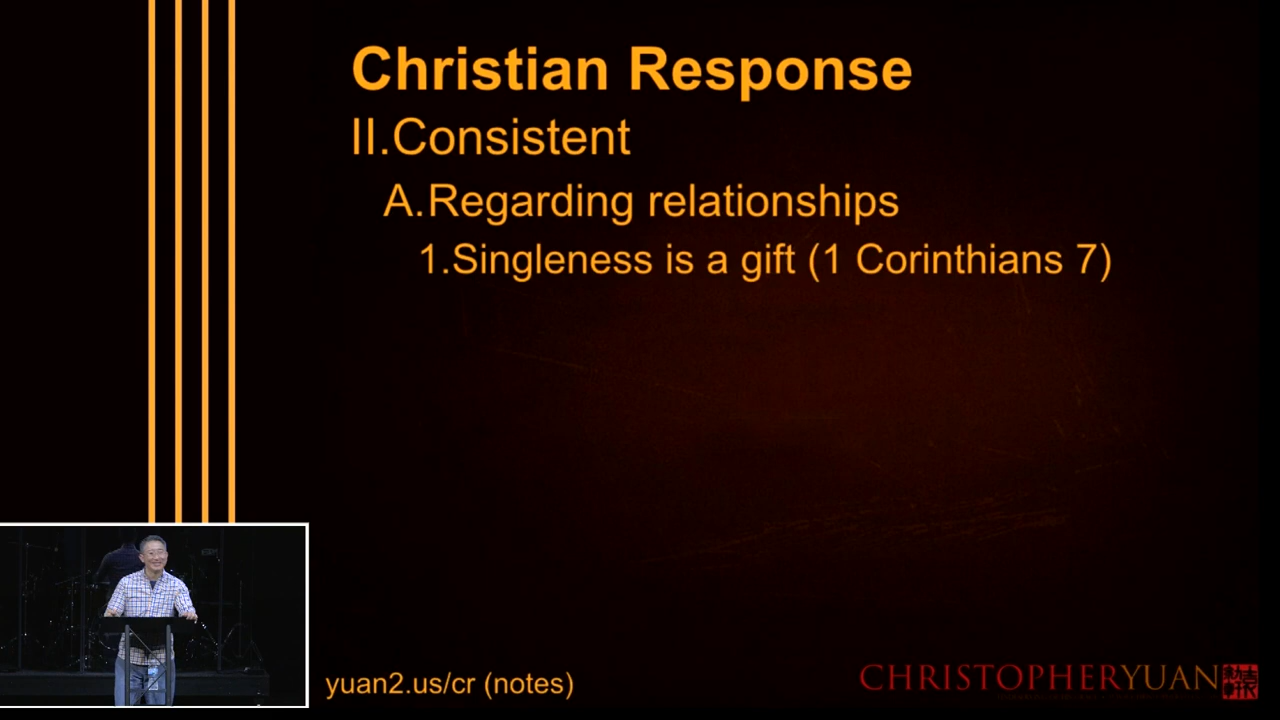 Christian Response
II.Consistent
A.Regarding relationships
1.Singleness is a gift (1 Corinthians 7)
yuan2.us/cr (notes)
CHRISTOPHERYUAN